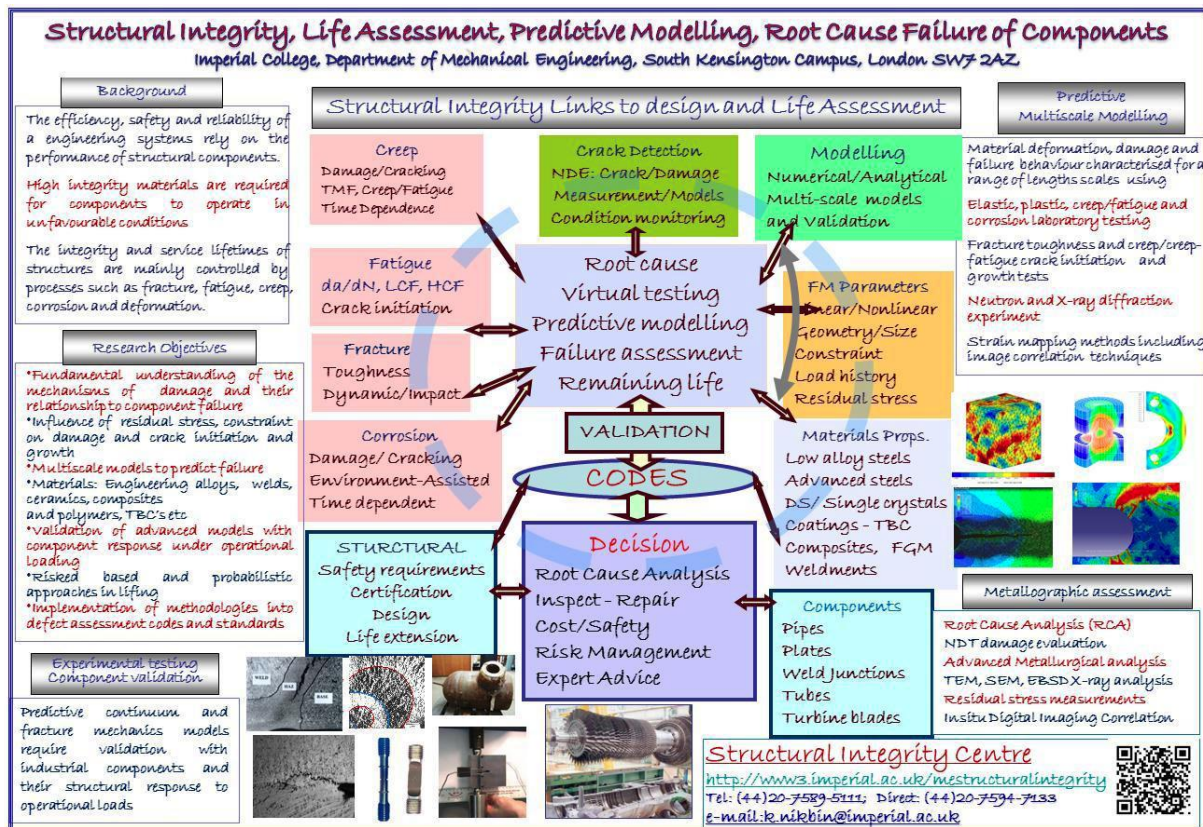 Structural Integrity, Life Assessment, Predictive Modelling, Root Cause Failure of Components
Imperial College, Department of Mechanical Engineering, South Kensington Campus, London SW7 2AZ,
Background
The efficiency, safety and reliability of
a engineering systems rely on the
performance of structural components.
High integrity materials are required
for components to operate in
unfavourable conditions
The integrity and service lifetimes of
structures are mainly controlled by
processes such as fracture, fatigue, creep,
corrosion and deformation.
Research Objectives
•Fundamental understanding of the
mechanisms of damage and their
relationship to component failure
•Influence of residual stress, constraint
on damage and crack initiation and
growth
•Multiscale models to predict failure
•Materials: Engineering alloys, welds,
ceramics, composites
and polymers, TBC's etc
•Validation of advanced models with
component response under operational
loading
•Risked based and probabilistic
approaches in lifing
•Implementation of methodologies into
defect assessment codes and standards
Experimental testing
Component validation
Predictive continuum and
fracture mechanics models
require validation with
industrial components and
their structural response to
operational loads
Structural Integrity Links to design and Life Assessment
Creep
Damage/Cracking
TMF, Creep/Fatigue
Time Dependence
Crack Detection
NDE: Crack/Damage
Measurement/Models
Condition monitoring
Modelling
Numerical/Analytical
Multi-scale models
and Validation
Fatigue
da/dN, LCF, HCF
Crack initiation
Fracture
Toughness
Dynamic/Impact
Corrosion
Damage/ Cracking
Environment-Assisted
Time dependent
Root cause
Virtual testing
Predictive modelling
Failure assessment
Remaining life
VALIDATION
CODES
FM Parameters
Linear/Nonlinear
Geometry/Size
Constraint
Load history
Residual stress
Materials Props.
Low alloy steels
Advanced steels
DS/ Single crystals
Coatings - TBC
Composites, FGM
Weldments
STURCTURAL
Safety requirements
Certification
Design
Life extension
Decision
Root Cause Analysis
Inspect - Repair
Cost/Safety
Risk Management
Expert Advice
Components
Pipes
Plates
Weld Junctions
Tubes
Turbine blades
WELD
HAZ
BASE
Predictive
Multiscale Modelling
Material deformation, damage and
failure behaviour characterised for a
range of lengths scales using
Elastic, plastic, creep/fatigue and
corrosion laboratory testing
Fracture toughness and creep/creep-
fatigue crack initiation and
growth tests
Neutron and X-ray diffraction
experiment
Strain mapping methods including
image correlation techniques
Metallographic assessment
Root Cause Analysis (RCA)
NDT damage evaluation
Advanced Metallurgical analysis
TEM, SEM, EBSD X-ray analysis
Residual stress measurements
Insitu Digital Imaging Correlation
Structural Integrity Centre
http://www3.imperial.ac.uk/mestructuralintegrity
Tel: (44)20-7589-5111; Direct: (44)20-7594-7133
e-mail:k.nikbin@imperial.ac.uk